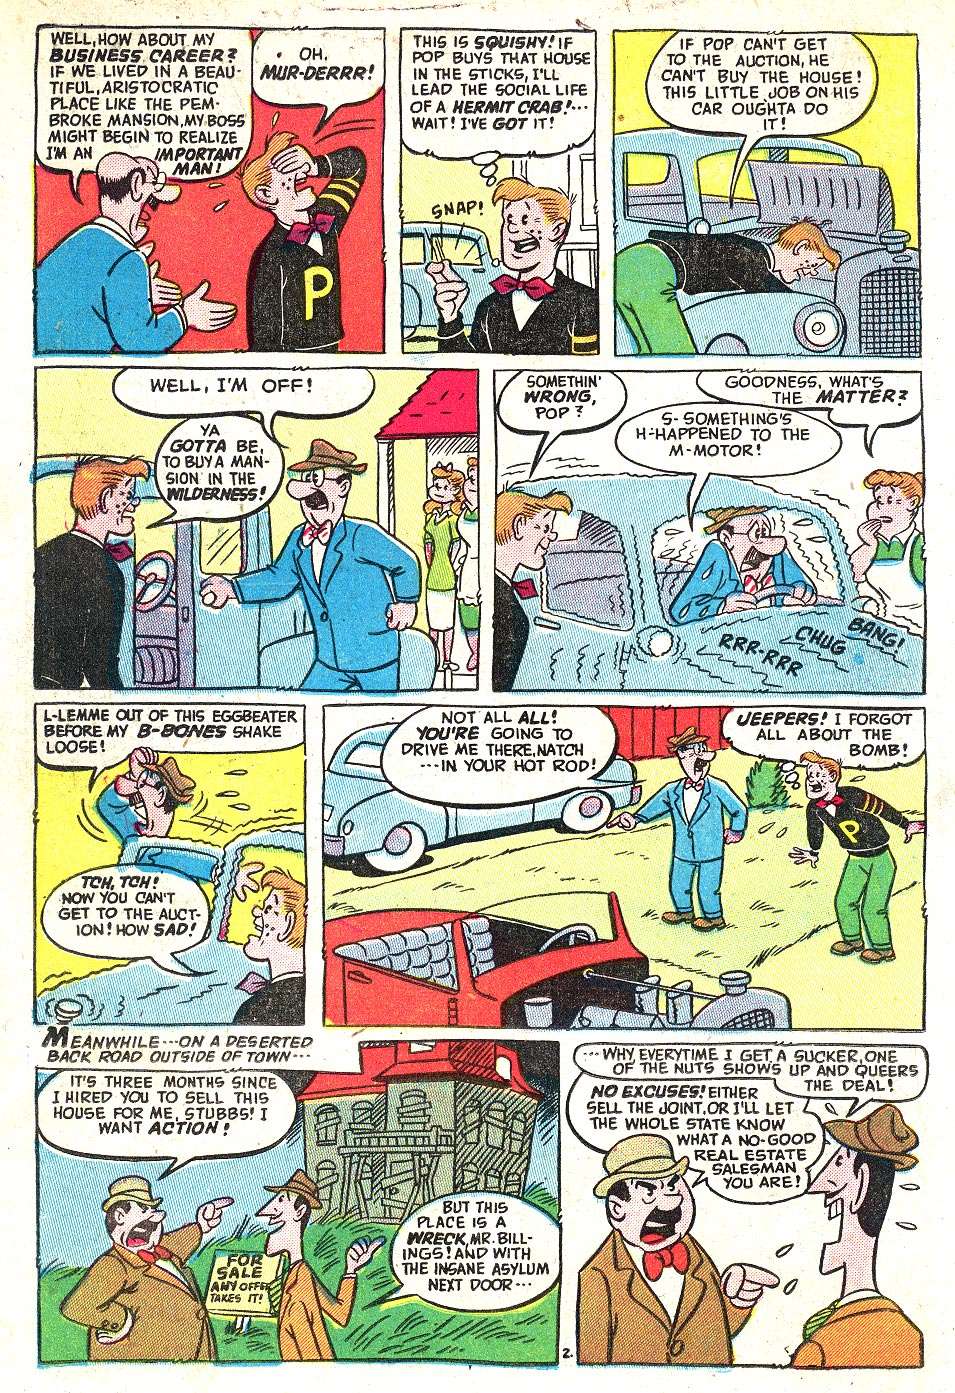 WELL, HOW ABOUT MY
BUSINESS CAREER?
IF WE LIVED IN A BEAU-
TIFUL, ARISTOCRATIC
PLACE LIKE THE PEM-
BROKE MANSION, MY BOSS
MIGHT BEGIN TO REALIZE
I'M AN IMPORTANT
MAN!
OH,
MUR-DERRR!
P
THIS IS SQUISHY! IF
POP BUYS THAT HOUSE
IN THE STICKS, I'LL
LEAD THE SOCIAL LIFE
OF A HERMIT CRAB!...
WAIT! I'VE GOT IT!
SNAP!
IF POP CAN'T GET
TO THE AUCTION, HE
CAN'T BUY THE HOUSE!
THIS LITTLE JOB ON HIS
CAR OUGHTA DO
IT!
WELL, I'M OFF!
YA
GOTTA BE,
TO BUY A MAN-
SION IN THE
WILDERNESS!
SOMETHIN'
WRONG,
POP?
S-SOMETHING'S
H-HAPPENED TO THE
M-MOTOR!
GOODNESS, WHAT'S
THE MATTER?
RRR-RRR
CHUG
BANG!
L-LEMME OUT OF THIS EGGBEATER
BEFORE MY B-BONES SHAKE
LOOSE!
TCH, TCH!
NOW YOU CAN'T
GET TO THE AUCT-
ION! HOW SAD!
NOT ALL ALL!
YOU'RE GOING TO
DRIVE ME THERE, NATCH
---IN YOUR HOT ROD!
JEEPERS! I FORGOT
ALL ABOUT THE
BOMB!
P
MEANWHILE---ON A DESERTED
BACK ROAD OUTSIDE OF TOWN---
IT'S THREE MONTHS SINCE
I HIRED YOU TO SELL THIS
HOUSE FOR ME, STUBBS! I
WANT ACTION!
FOR
SALE
ANY OFFER
TAKES IT!
BUT THIS
PLACE IS A
WRECK, MR. BILL-
INGS! AND WITH
THE INSANE ASYLUM
NEXT DOOR---
2.
---WHY, EVERYTIME I GET A SUCKER, ONE
OF THE NUTS SHOWS UP AND QUEERS
THE DEAL!
NO EXCUSES! EITHER
SELL THE JOINT, OR I'LL LET
THE WHOLE STATE KNOW
WHAT A NO-GOOD
REAL ESTATE
SALESMAN
YOU ARE!